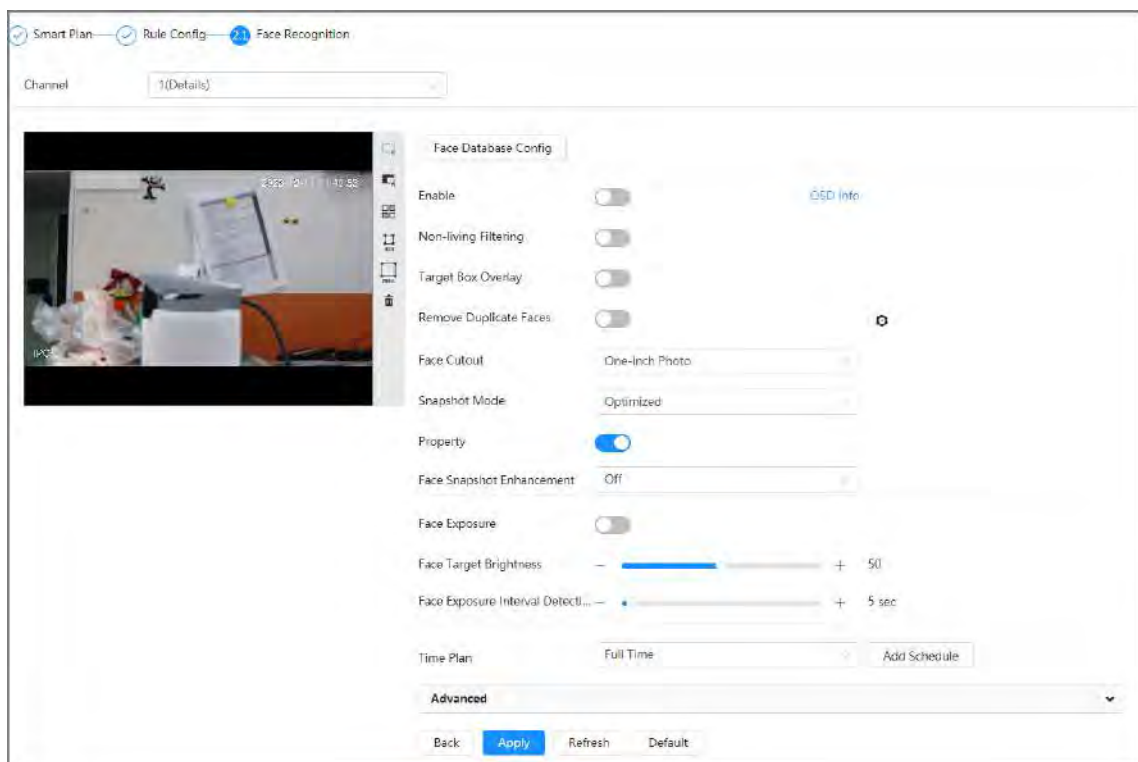 Smart Plan Rule Config 2.1 Face Recognition
Channel 1(Details)
Face Database Config
Enable OSD Info
Non-living Filtering
Target Box Overlay
Remove Duplicate Faces
Face Cutout One-Inch Photo
Snapshot Mode Optimized
Property
Face Snapshot Enhancement Off
Face Exposure
Face Target Brightness − + 50
Face Exposure Interval Detecti... − + 5 sec
Time Plan Full Time Add Schedule
Advanced
Back Apply Refresh Default